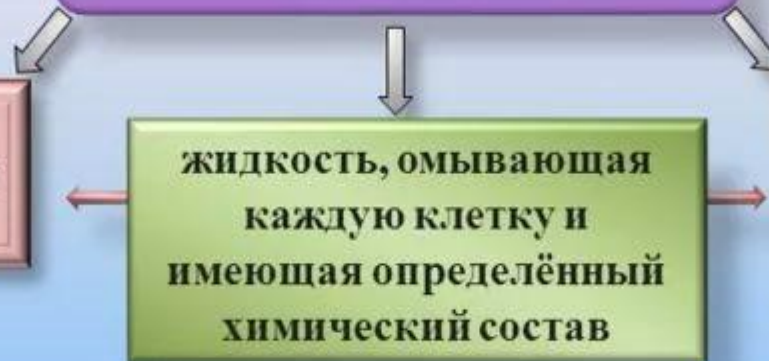 жидкость, омывающая
каждую клетку и
имеющая определённый
химический состав